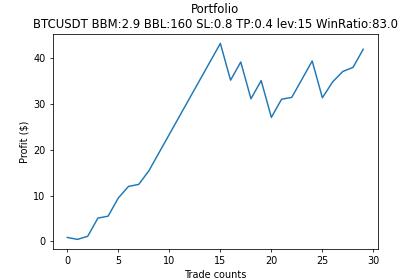 Portfolio
BTCUSDT BBM:2.9 BBL:160 SL:0.8 TP:0.4 lev:15 WinRatio:83.0
40
30
20
10
0
Profit ($)
0 5 10 15 20 25 30
Trade counts